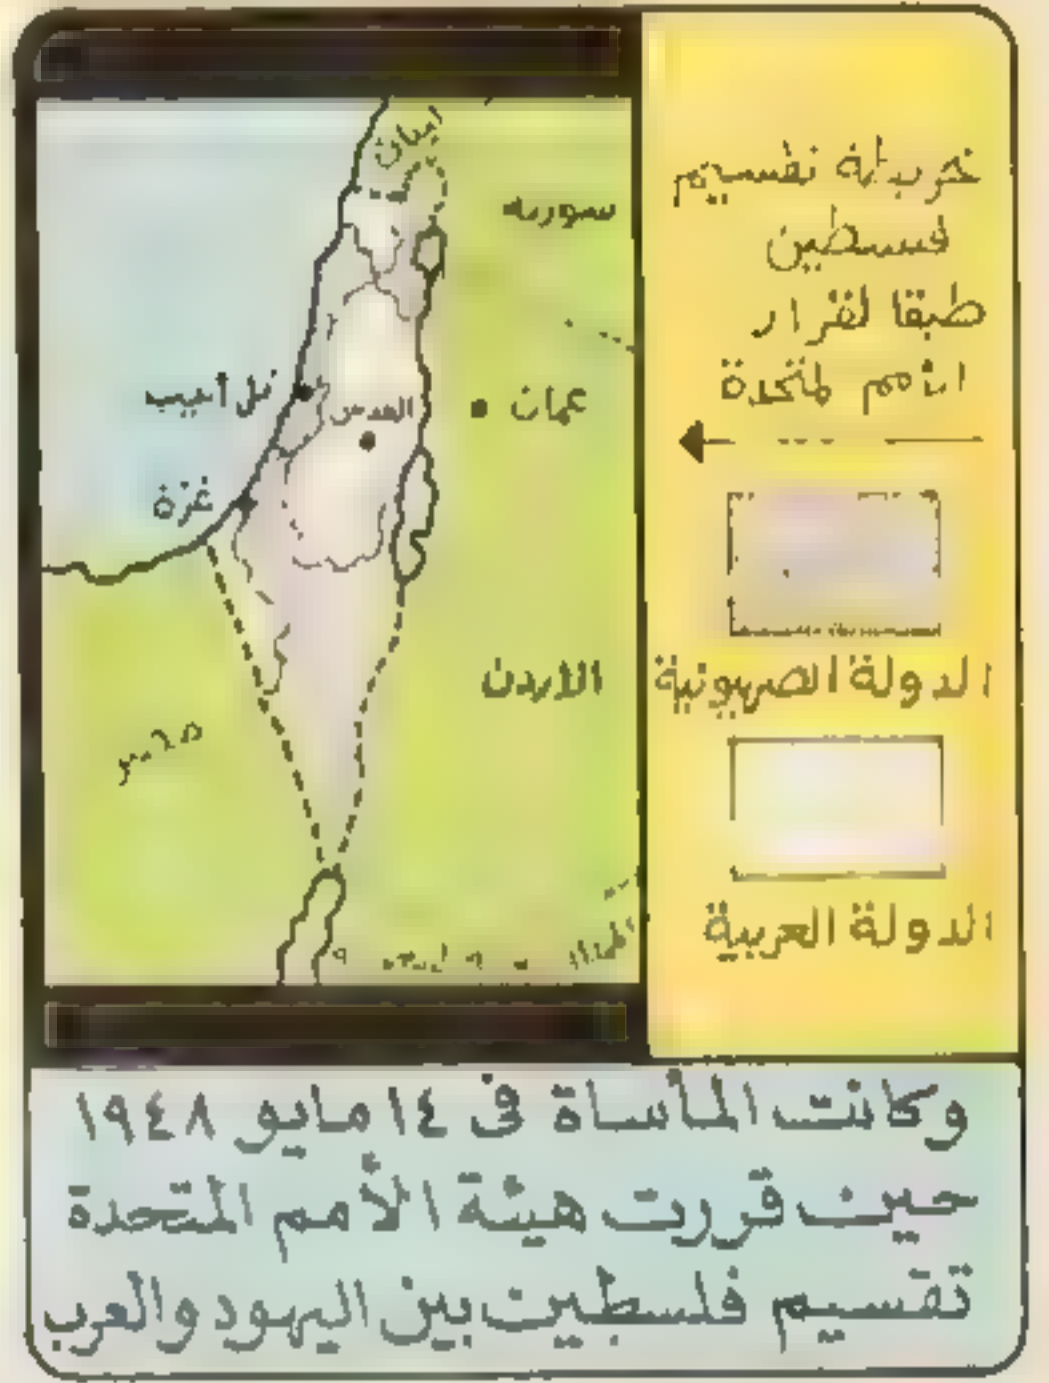 خريطة تقسيم
فلسطين
طبقا لقرار
الأمم المتحدة
الدولة الصهيونية
الدولة العربية
لبنان
سورية
تل أبيب
القدس
عمان
غزة
الأردن
مصر
وكانت المأساة فى ١٤ مايو ١٩٤٨
حين قررت هيئة الأمم المتحدة
تقسيم فلسطين بين اليهود والعرب